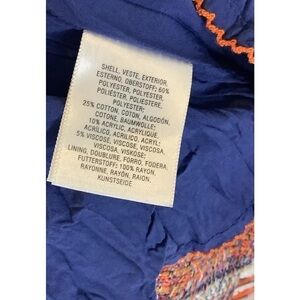 SHELL, VESTE, EXTERIOR
ESTERNO, OBERSTOFF: 60%
POLYESTER, POLYESTER,
POLIÉSTER, POLIESTERE,
POLYESTER;
25% COTTON, COTON, ALGODÓN,
COTONE, BAUMWOLLE;
10% ACRYLIC, ACRYLIQUE,
ACRÍLICO, ACRILICO, ACRYL;
5% VISCOSE, VISCOSE, VISCOSA,
VISCOSA, VISKOSE;
LINING, DOUBLURE, FORRO, FODERA,
FUTTERSTOFF: 100% RAYON,
RAYONNE, RAYÓN, RAION,
KUNSTSEIDE